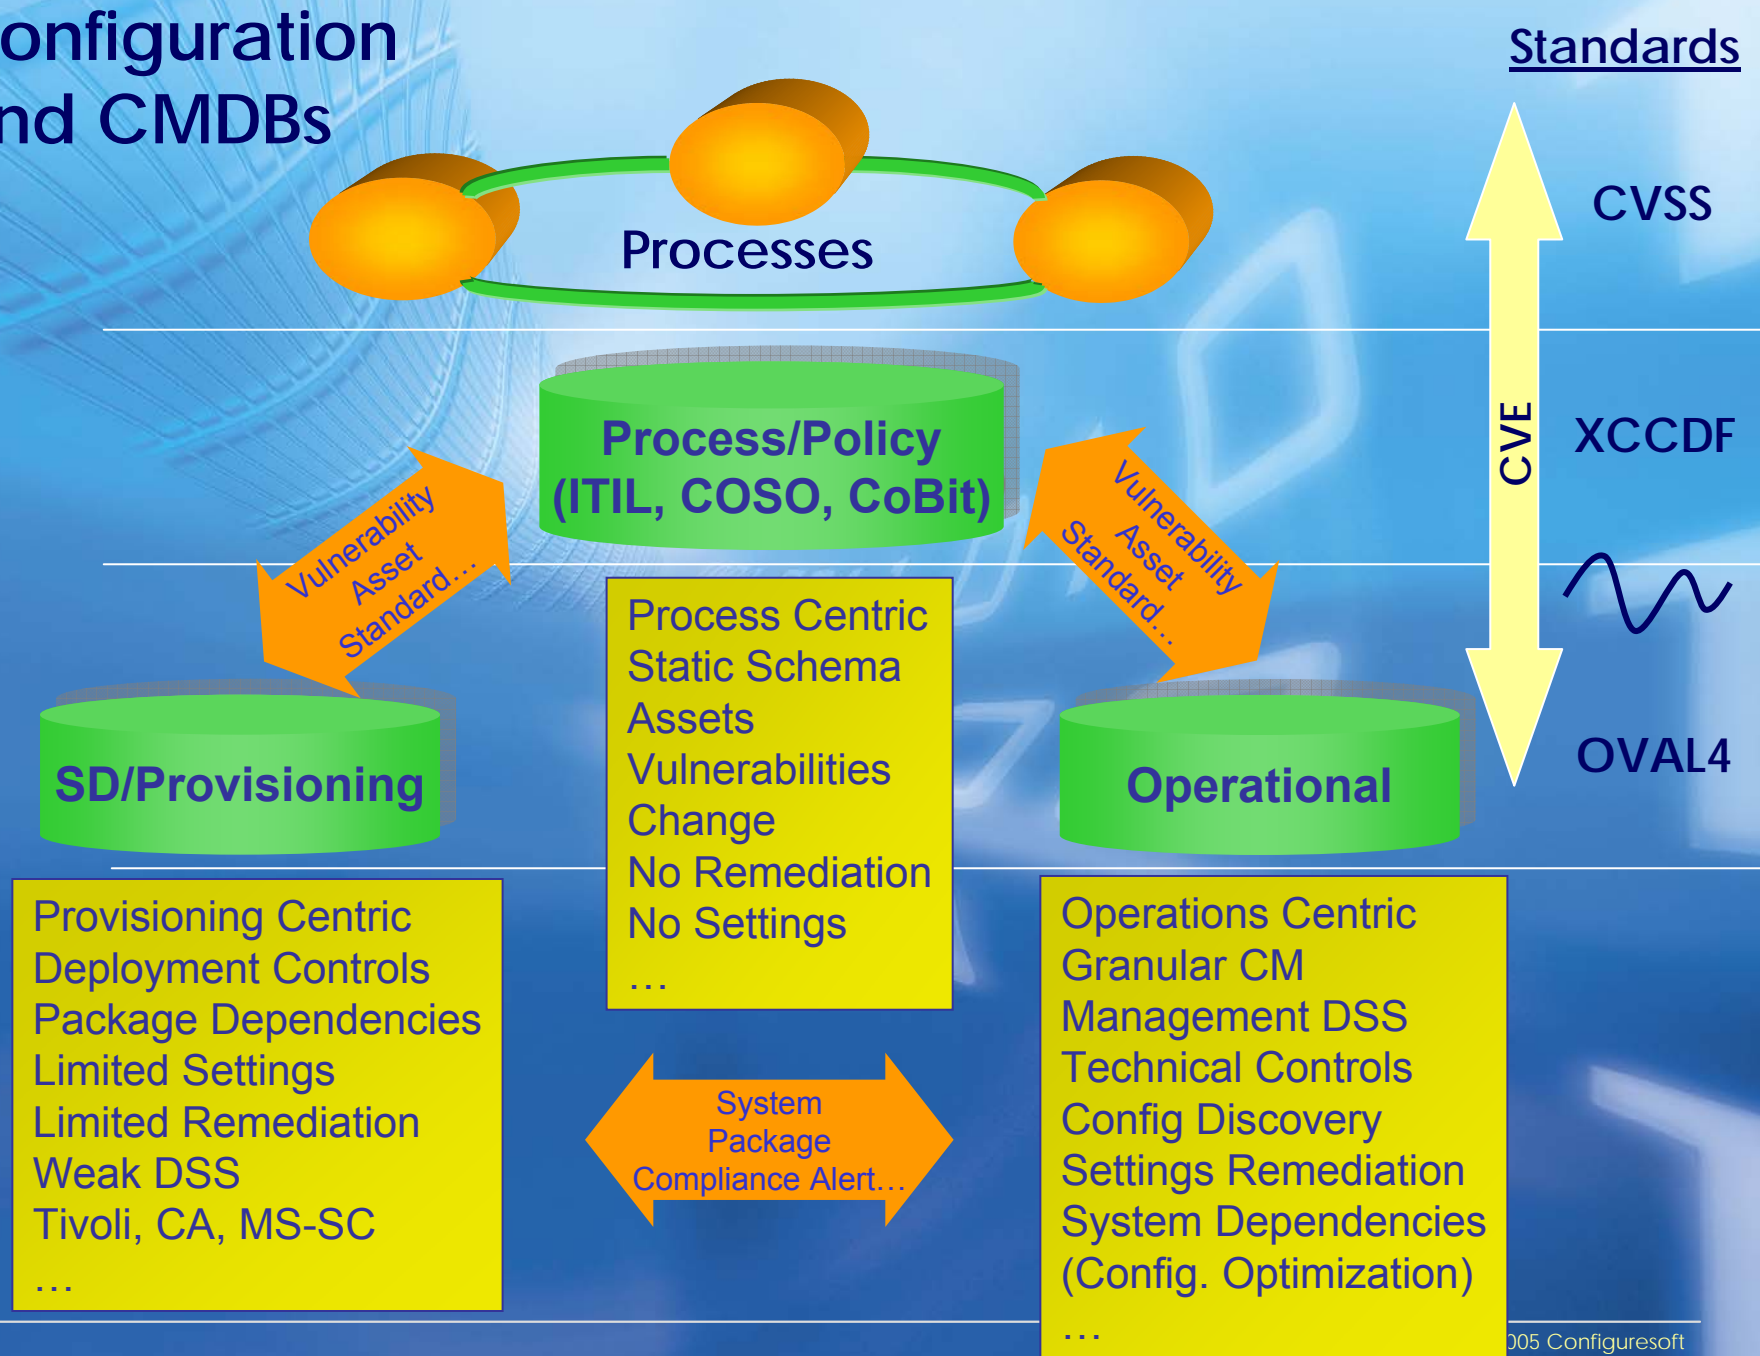 onfiguration
nd CMDBs
Standards
CVSS
Processes
Process/Policy
(ITIL, COSO, CoBit)
CVE
XCCDF
Vulnerability
Asset
Standard…
Vulnerability
Asset
Standard…
Process Centric
Static Schema
Assets
Vulnerabilities
Change
No Remediation
No Settings
…
SD/Provisioning
Operational
OVAL4
Provisioning Centric
Deployment Controls
Package Dependencies
Limited Settings
Limited Remediation
Weak DSS
Tivoli, CA, MS-SC
…
System
Package
Compliance Alert…
Operations Centric
Granular CM
Management DSS
Technical Controls
Config Discovery
Settings Remediation
System Dependencies
(Config. Optimization)
…
005 Configuresoft